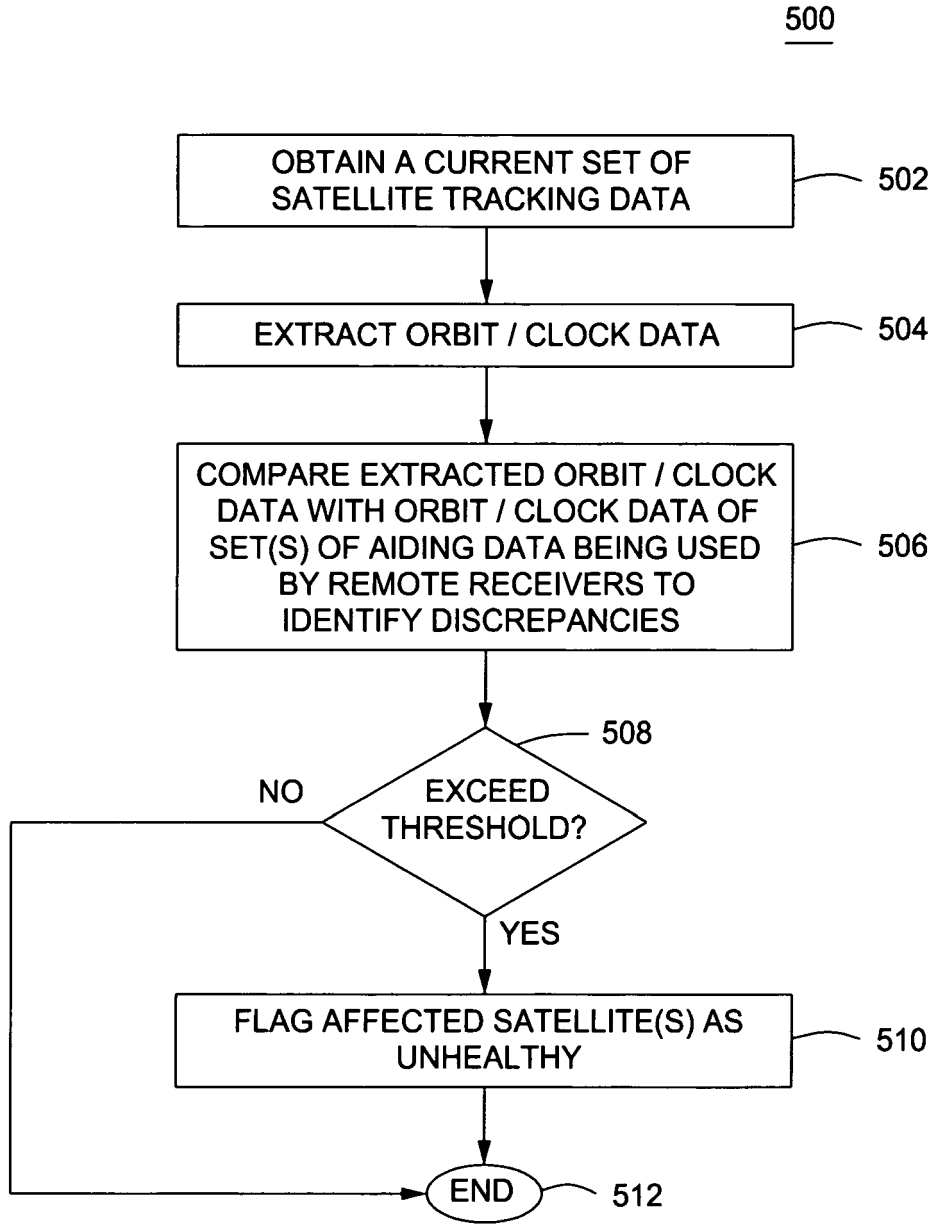 500
OBTAIN A CURRENT SET OF
SATELLITE TRACKING DATA
502
EXTRACT ORBIT / CLOCK DATA
504
COMPARE EXTRACTED ORBIT / CLOCK
DATA WITH ORBIT / CLOCK DATA OF
SET(S) OF AIDING DATA BEING USED
BY REMOTE RECEIVERS TO
IDENTIFY DISCREPANCIES
506
508
EXCEED
THRESHOLD?
NO
YES
FLAG AFFECTED SATELLITE(S) AS
UNHEALTHY
510
END
512